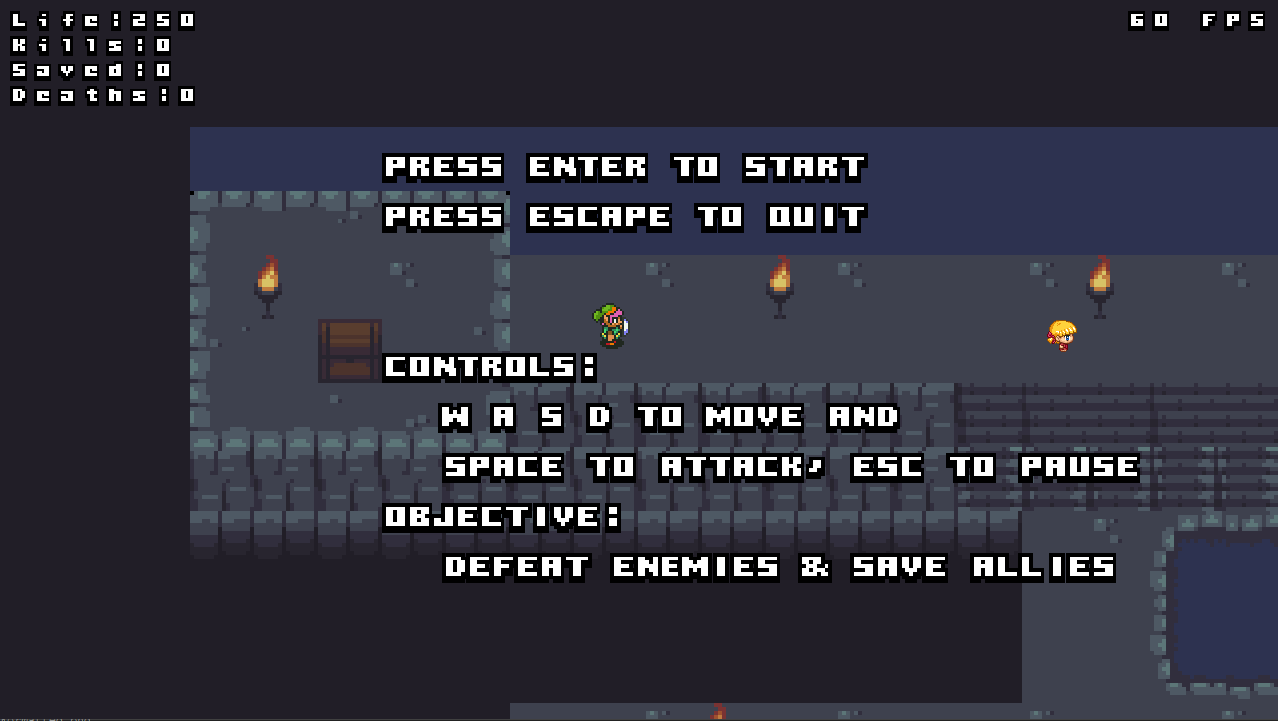 Life:250
60 FPS
Kills:0
Saved:0
Deaths:0
PRESS ENTER TO START
PRESS ESCAPE TO QUIT
CONTROLS:
W A S D TO MOVE AND
SPACE TO ATTACK, ESC TO PAUSE
OBJECTIVE:
DEFEAT ENEMIES & SAVE ALLIES